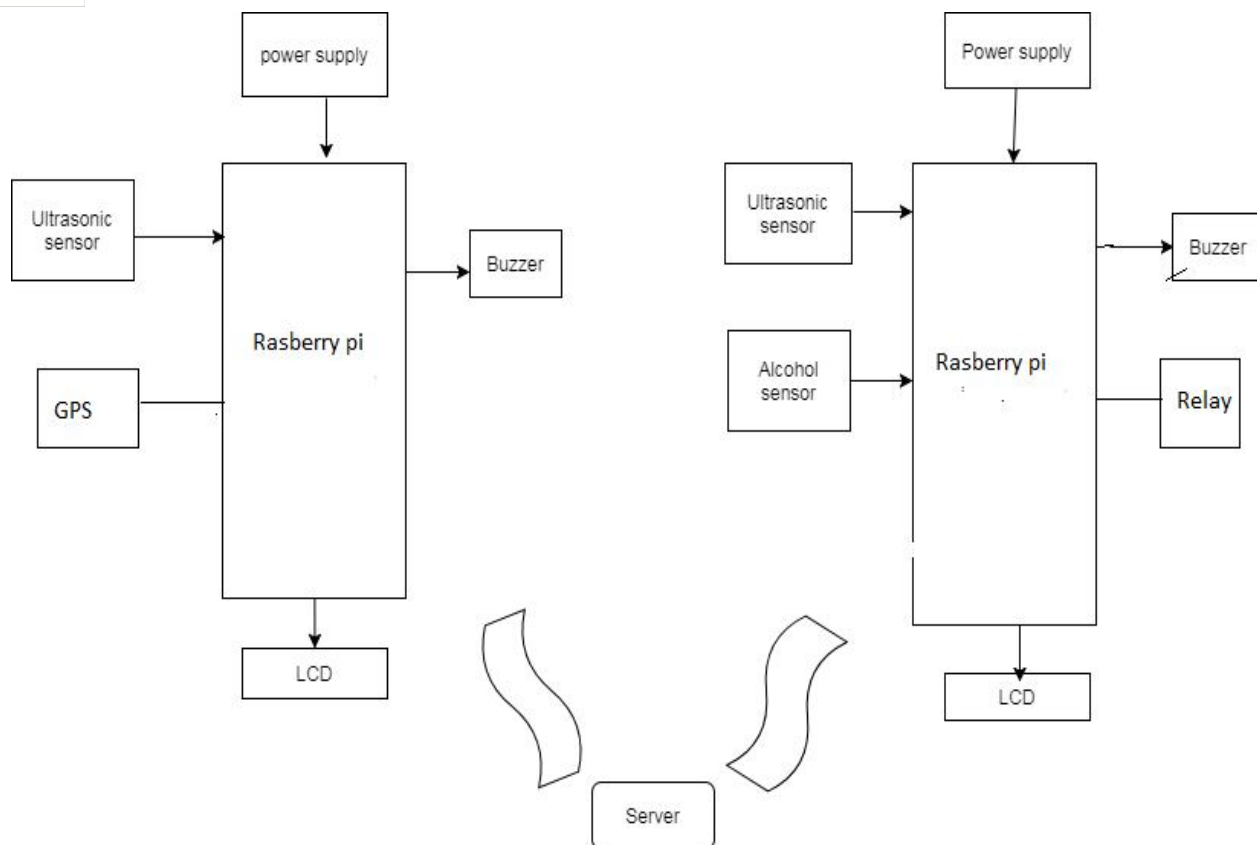 power supply
Ultrasonic
sensor
Buzzer
Rasberry pi
GPS
LCD
Power supply
Ultrasonic
sensor
Buzzer
Alcohol
sensor
Rasberry pi
Relay
LCD
Server